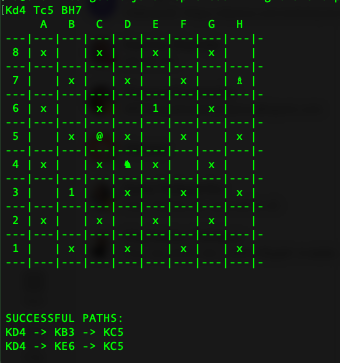 [Kd4 Tc5 BH7
A B C D E F G H
---|---|---|---|---|---|---|---|---|-
8 | x | | x | | x | | x | |
---|---|---|---|---|---|---|---|---|-
7 | | x | | x | | x | | ♗ |
---|---|---|---|---|---|---|---|---|-
6 | x | | x | | 1 | | x | |
---|---|---|---|---|---|---|---|---|-
5 | | x | @ | x | | x | | x |
---|---|---|---|---|---|---|---|---|-
4 | x | | x | ♞ | x | | x | |
---|---|---|---|---|---|---|---|---|-
3 | | 1 | | x | | x | | x |
---|---|---|---|---|---|---|---|---|-
2 | x | | x | | x | | x | |
---|---|---|---|---|---|---|---|---|-
1 | | x | | x | | x | | x |
---|---|---|---|---|---|---|---|---|-
SUCCESSFUL PATHS:
KD4 -> KB3 -> KC5
KD4 -> KE6 -> KC5